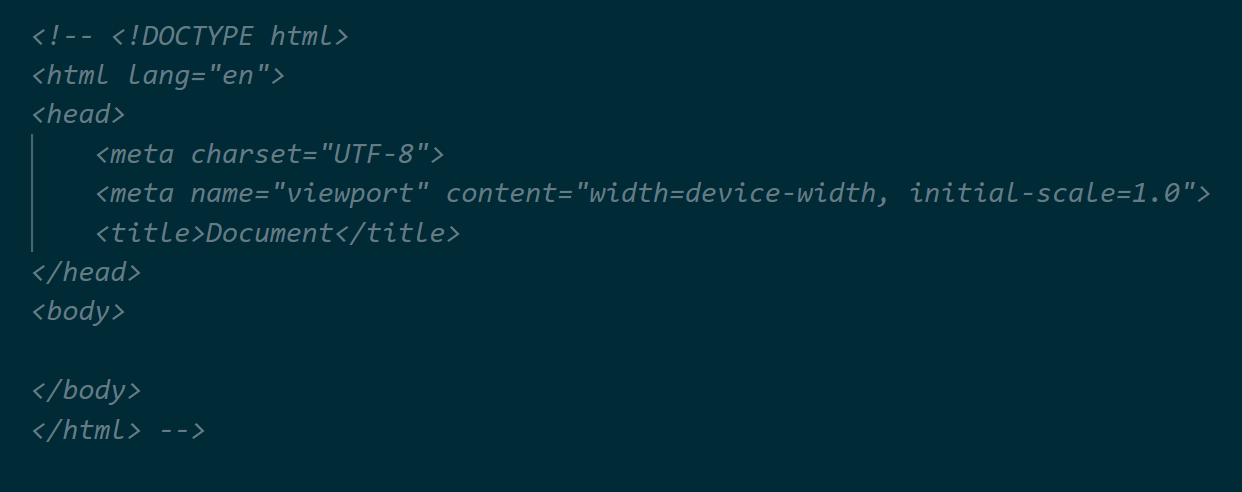 <!-- <!DOCTYPE html>
<html lang="en">
<head>
    <meta charset="UTF-8">
    <meta name="viewport" content="width=device-width, initial-scale=1.0">
    <title>Document</title>
</head>
<body>

</body>
</html> -->